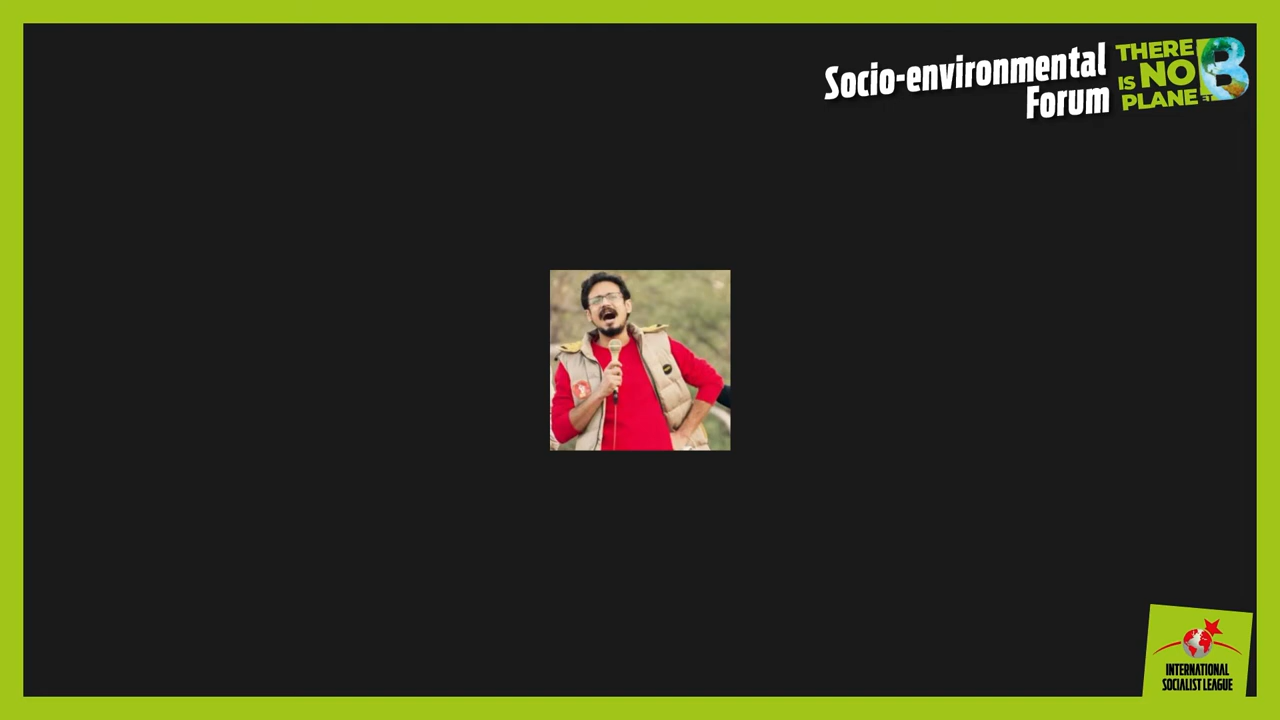 Socio-environmental
Forum
THERE
IS NO
PLANET
B
INTERNATIONAL
SOCIALIST LEAGUE